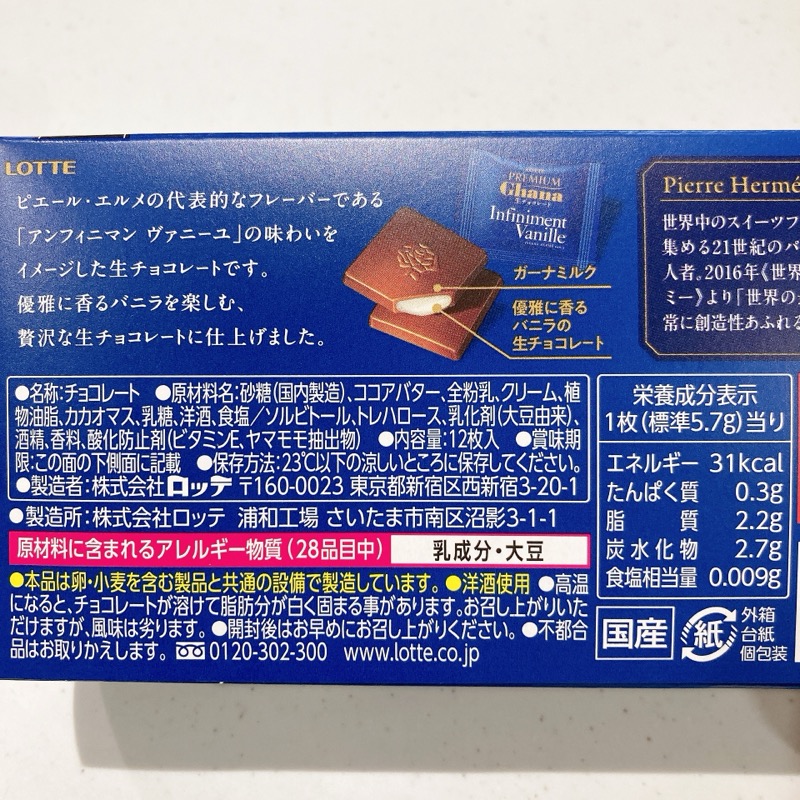 LOTTE
ピエール・エルメの代表的なフレーバーである
「アンフィニマン ヴァニーユ」の味わいを
イメージした生チョコレートです。
優雅に香るバニラを楽しむ、
贅沢な生チョコレートに仕上げました。
PREMIUM
Ghana
生チョコレート
Infiniment
Vanille
ガーナミルク
優雅に香る
バニラの
生チョコレート
Pierre Hermé
世界中のスイーツフ
集める21世紀のパ
人者。2016年《世界
ミー》より「世界の
常に創造性あふれる
●名称:チョコレート ●原材料名:砂糖(国内製造)、ココアバター、全粉乳、クリーム、植
物油脂、カカオマス、乳糖、洋酒、食塩/ソルビトール、トレハロース、乳化剤(大豆由来)、
酒精、香料、酸化防止剤(ビタミンE、ヤマモモ抽出物) ●内容量:12枚入 ●賞味期
限:この面の下側面に記載 ●保存方法:23℃以下の涼しいところに保存してください。
●製造者:株式会社ロッテ 〒160-0023 東京都新宿区西新宿3-20-1
●製造所:株式会社ロッテ 浦和工場 さいたま市南区沼影3-1-1
原材料に含まれるアレルギー物質(28品目中) 乳成分・大豆
●本品は卵・小麦を含む製品と共通の設備で製造しています。 ●洋酒使用 ●高温
になると、チョコレートが溶けて脂肪分が白く固まる事があります。お召し上がりいた
だけますが、風味は劣ります。 ●開封後はお早めにお召し上がりください。 ●不都合
品はお取りかえします。 0120-302-300 www.lotte.co.jp
栄養成分表示
1枚(標準5.7g)当り
エネルギー 31kcal
たんぱく質 0.3g
脂質 2.2g
炭水化物 2.7g
食塩相当量 0.009g
国産
紙
外箱
台紙
個包装